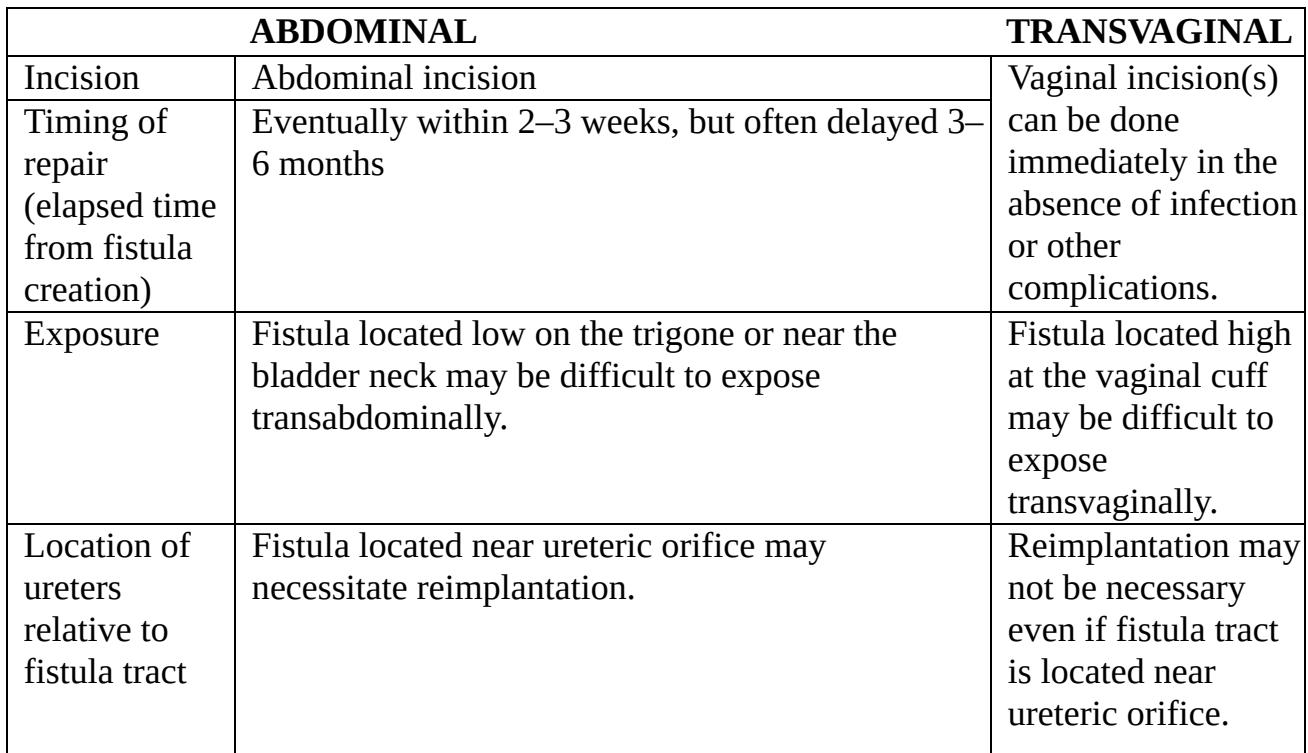 ABDOMINAL TRANSVAGINAL
Incision
Abdominal incision
Vaginal incision(s)
can be done
immediately in the
absence of infection
or other
complications.
Timing of
repair
(elapsed time
from fistula
creation)
Eventually within 2–3 weeks, but often delayed 3–
6 months
Exposure
Fistula located low on the trigone or near the
bladder neck may be difficult to expose
transabdominally.
Fistula located high
at the vaginal cuff
may be difficult to
expose
transvaginally.
Location of
ureters
relative to
fistula tract
Fistula located near ureteric orifice may
necessitate reimplantation.
Reimplantation may
not be necessary
even if fistula tract
is located near
ureteric orifice.